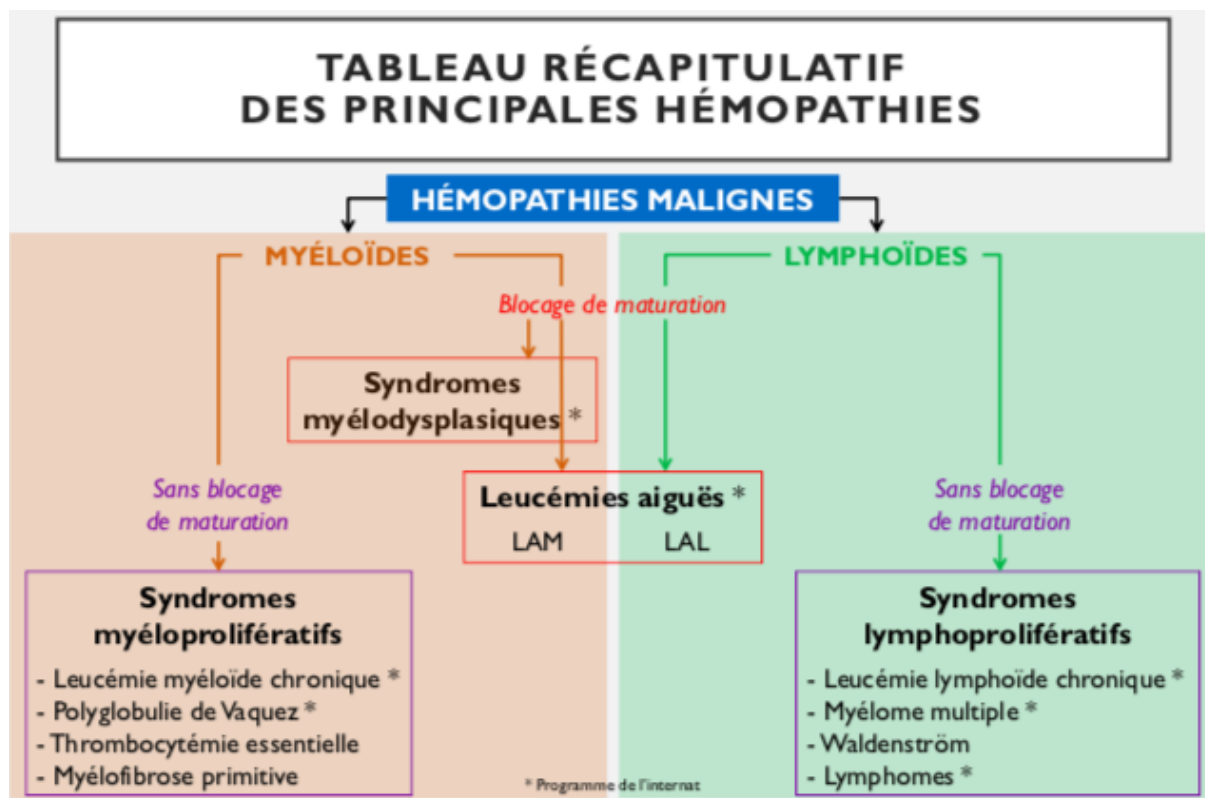 TABLEAU RÉCAPITULATIF
DES PRINCIPALES HÉMOPATHIES
HÉMOPATHIES MALIGNES
MYÉLOÏDES
LYMPHOÏDES
Blocage de maturation
Syndromes
myélodysplasiques *
Leucémies aiguës *
LAM
LAL
Sans blocage
de maturation
Sans blocage
de maturation
Syndromes
myéloprolifératifs
- Leucémie myéloïde chronique *
- Polyglobulie de Vaquez *
- Thrombocytémie essentielle
- Myélofibrose primitive
Syndromes
lymphoprolifératifs
- Leucémie lymphoïde chronique *
- Myélome multiple *
- Waldenström
- Lymphomes *
* Programme de l'internat